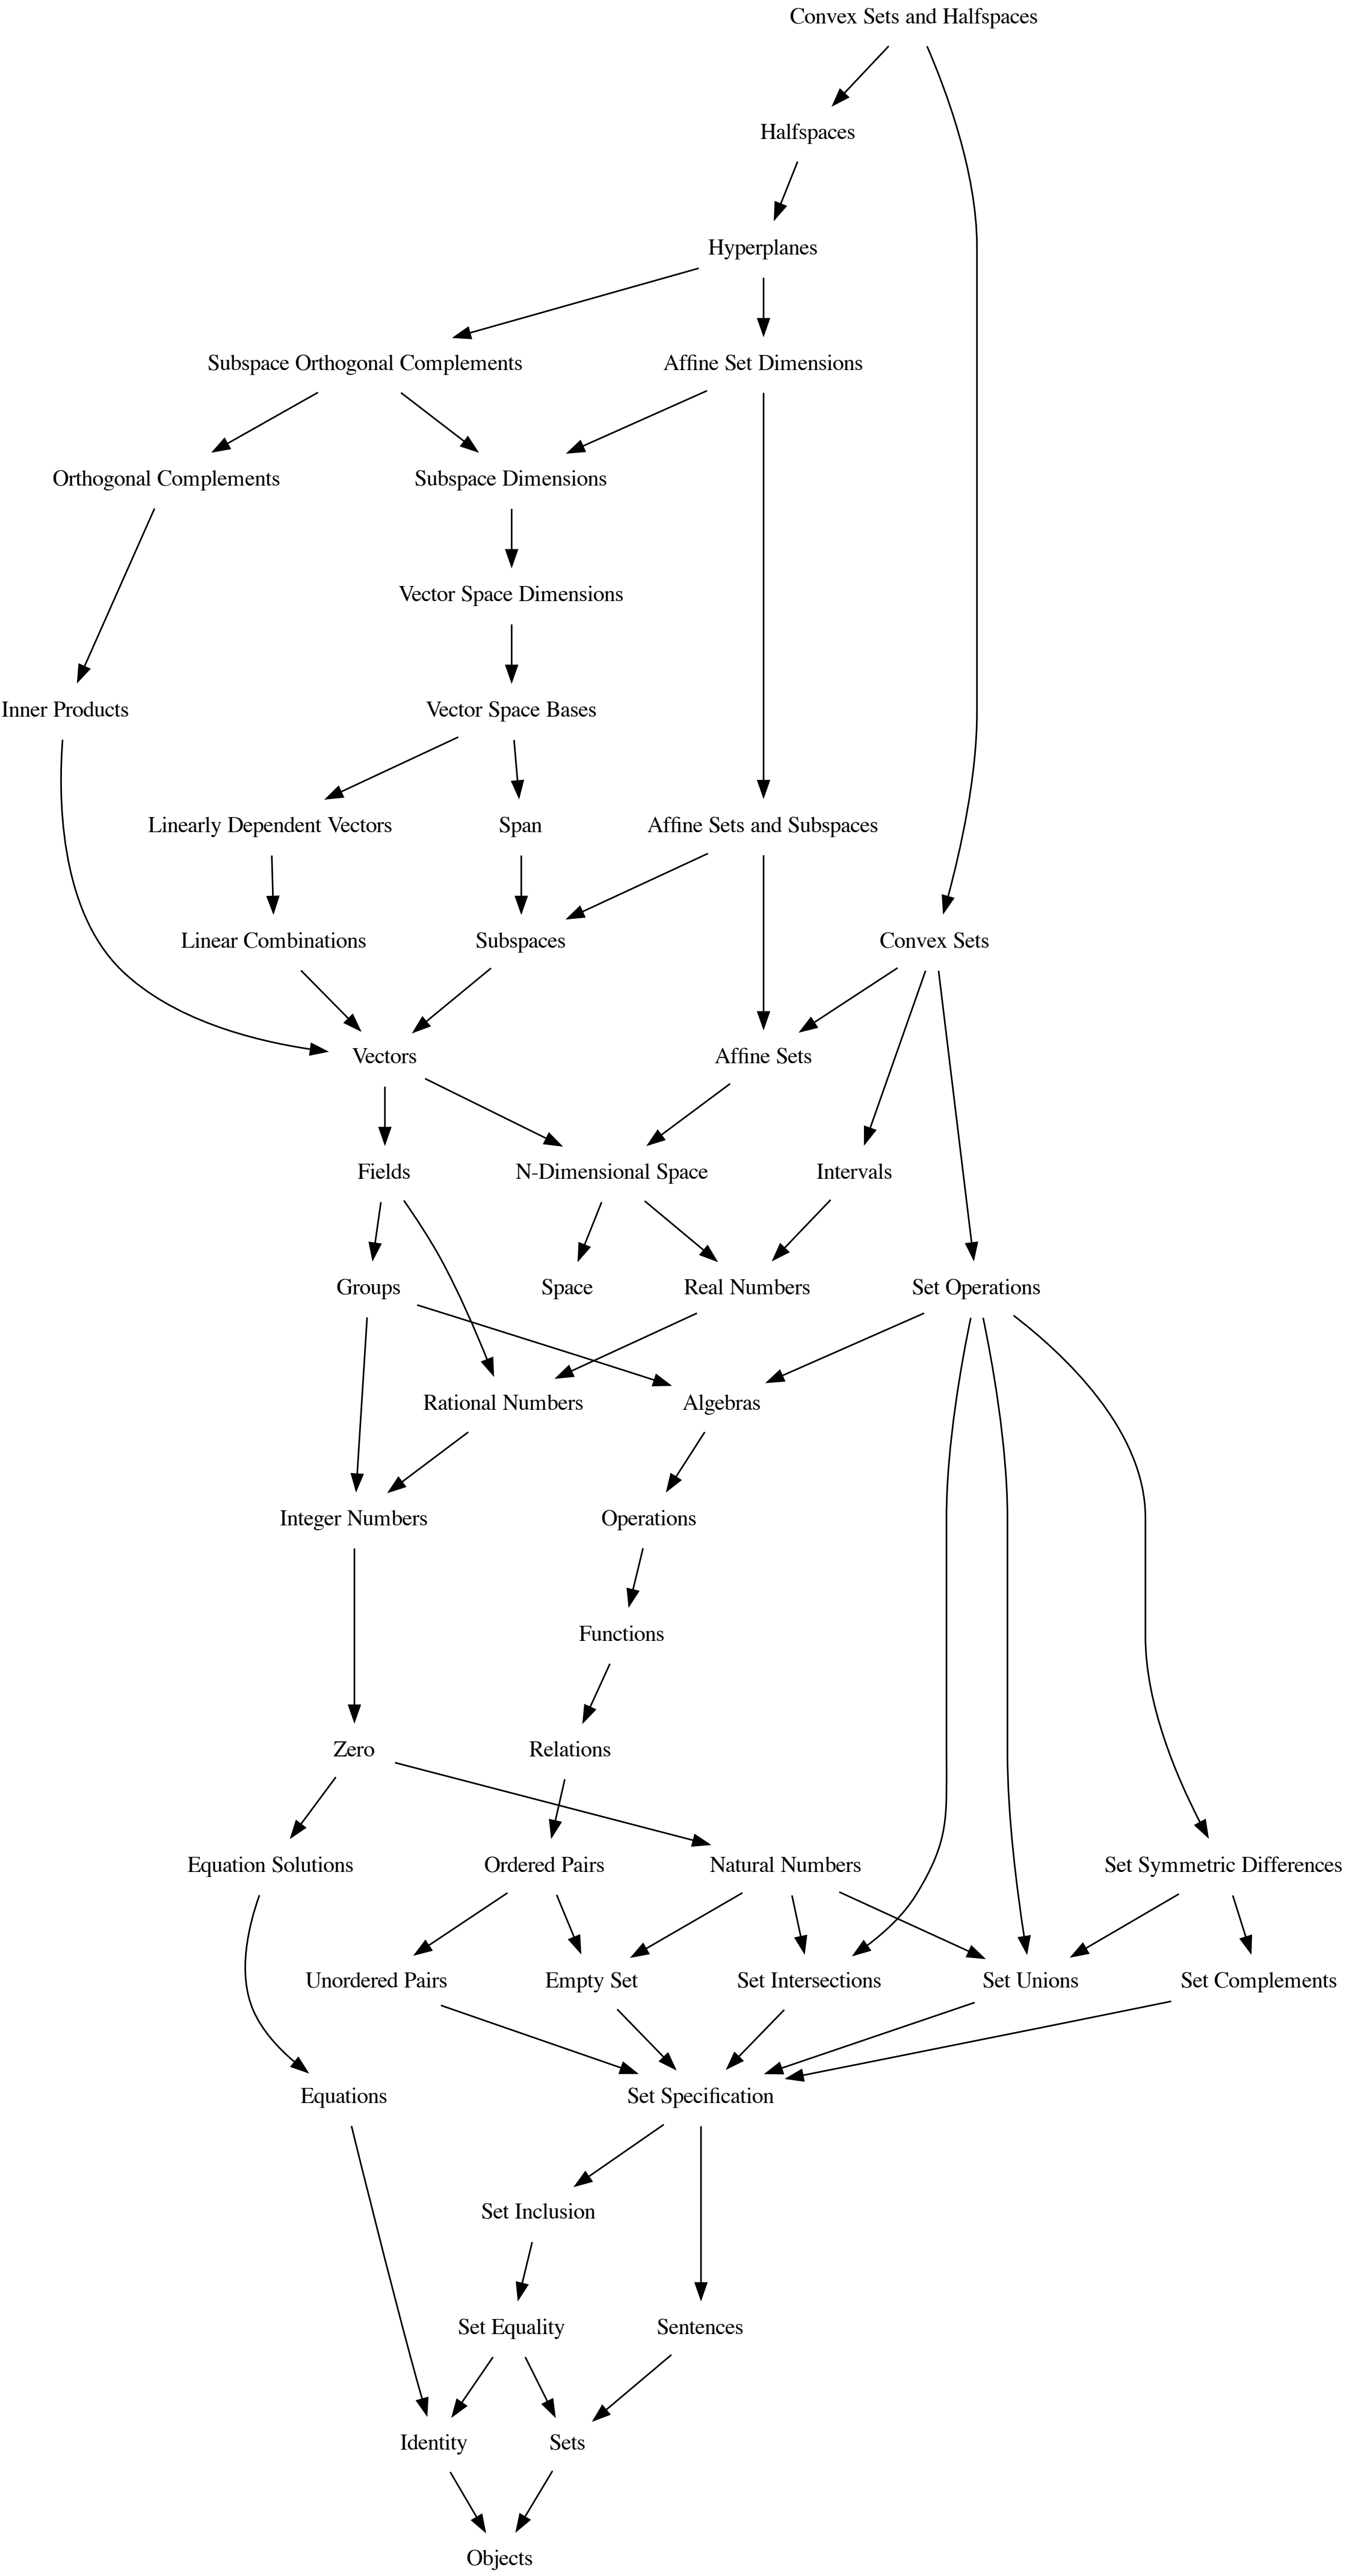 Convex Sets and Halfspaces
Halfspaces
Hyperplanes
Subspace Orthogonal Complements
Affine Set Dimensions
Orthogonal Complements
Subspace Dimensions
Vector Space Dimensions
Inner Products
Vector Space Bases
Linearly Dependent Vectors
Span
Affine Sets and Subspaces
Linear Combinations
Subspaces
Convex Sets
Vectors
Affine Sets
Fields
N-Dimensional Space
Intervals
Groups
Space
Real Numbers
Set Operations
Rational Numbers
Algebras
Integer Numbers
Operations
Functions
Zero
Relations
Equation Solutions
Ordered Pairs
Natural Numbers
Set Symmetric Differences
Unordered Pairs
Empty Set
Set Intersections
Set Unions
Set Complements
Equations
Set Specification
Set Inclusion
Set Equality
Sentences
Identity
Sets
Objects